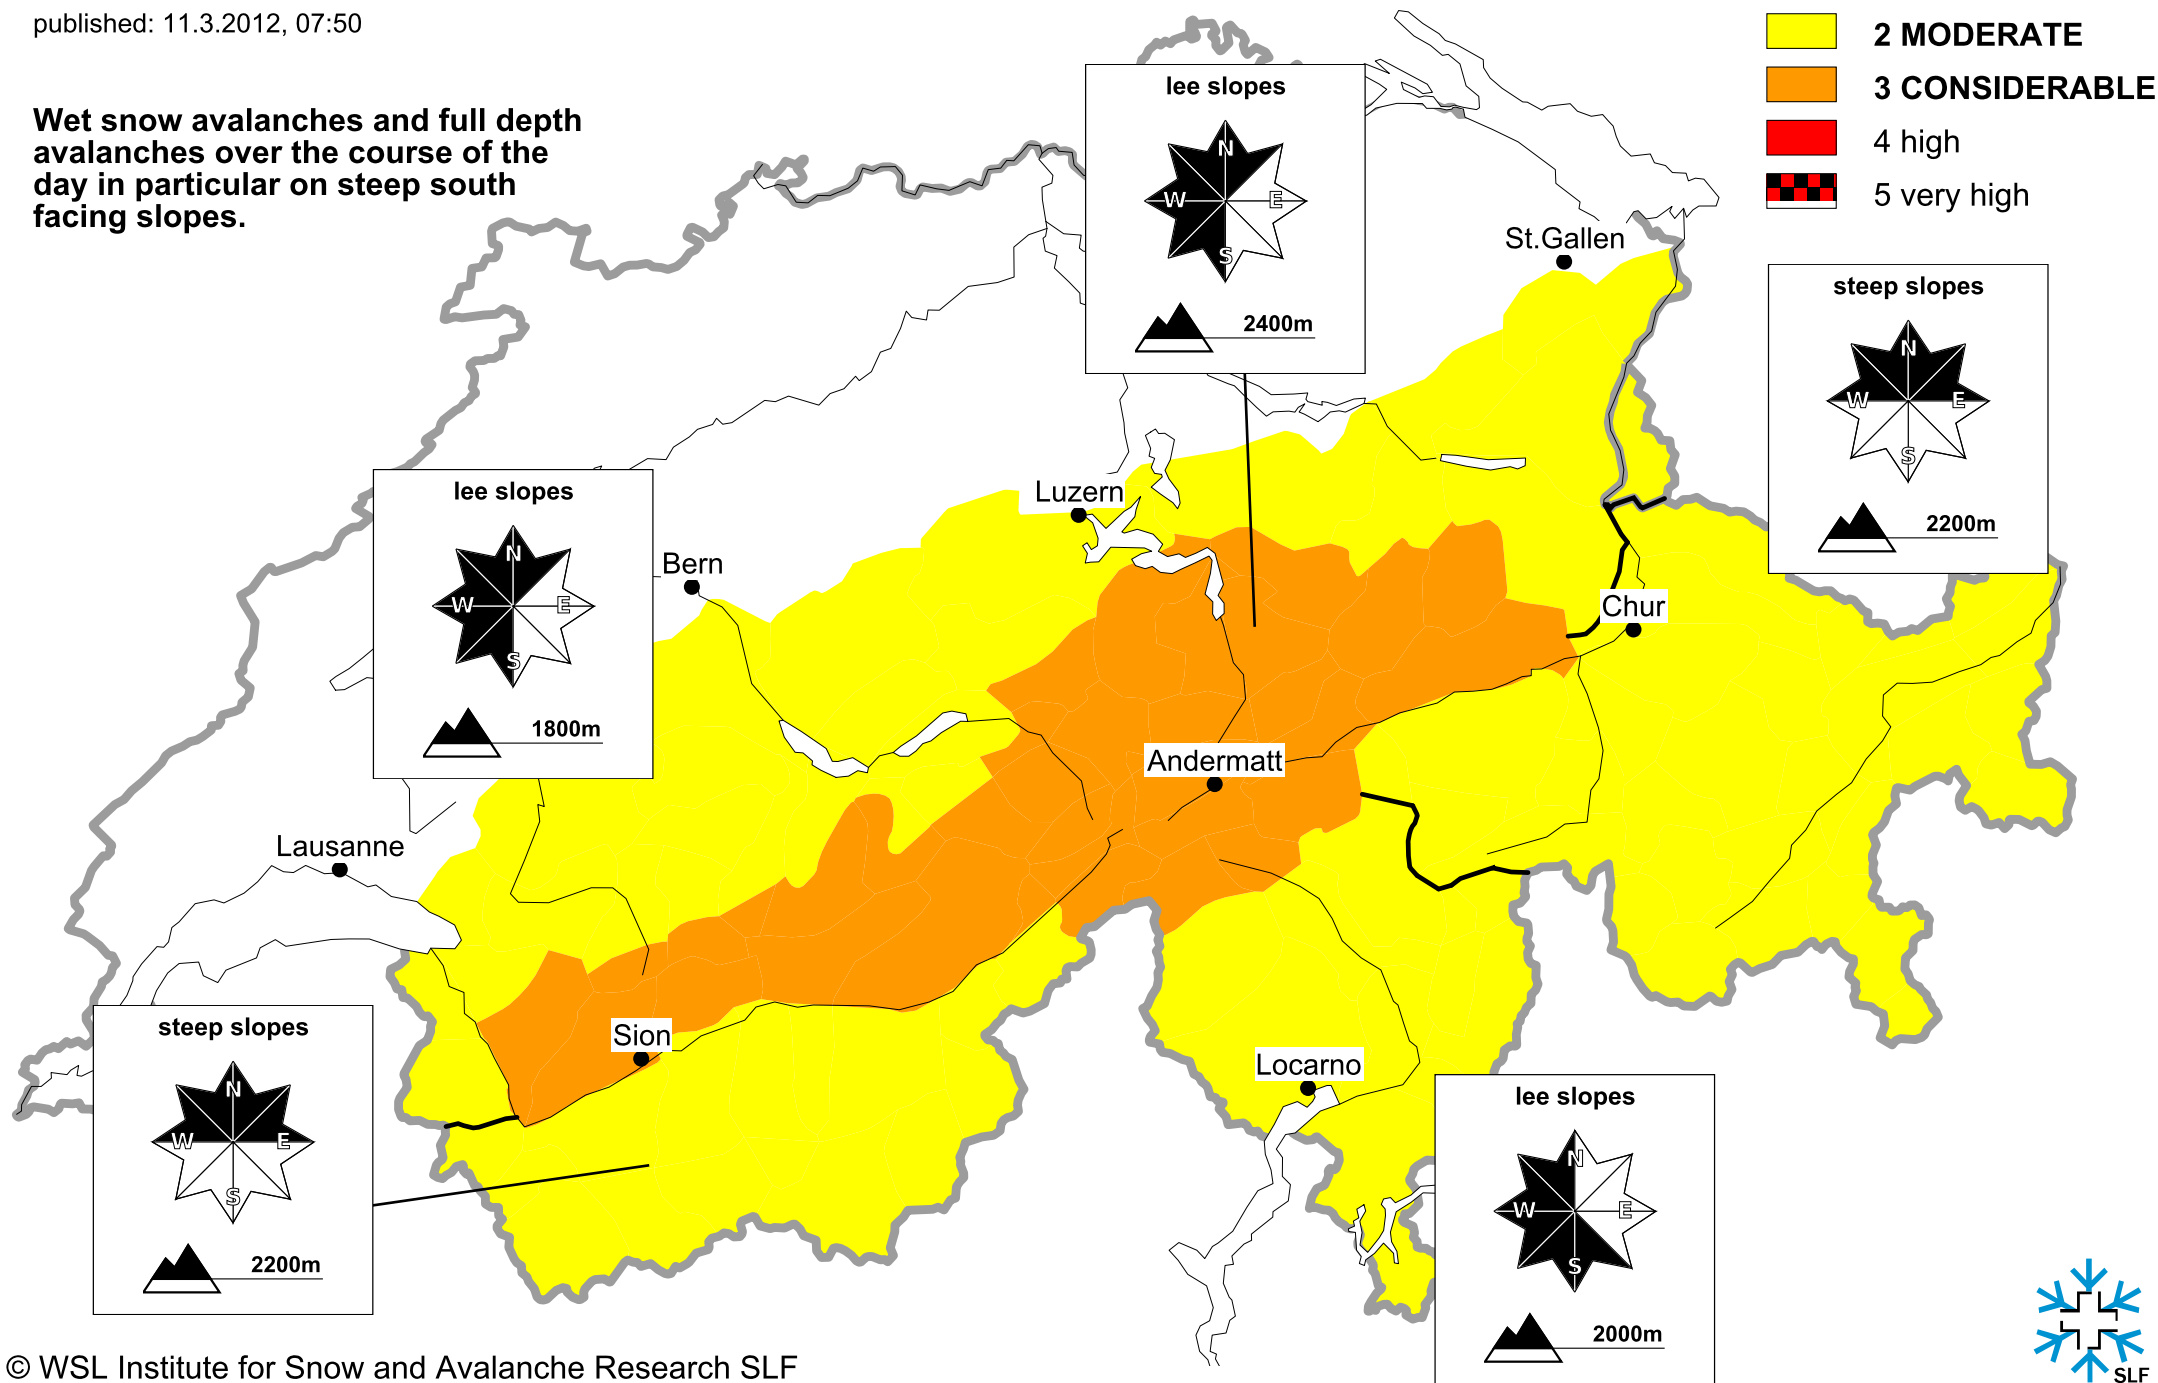 published: 11.3.2012, 07:50
Wet snow avalanches and full depth
avalanches over the course of the
day in particular on steep south
facing slopes.
2 MODERATE
3 CONSIDERABLE
4 high
5 very high
lee slopes
N
W E
S
2400m
St.Gallen
steep slopes
N
W E
S
2200m
lee slopes
N
W E
S
1800m
Luzern
Bern
Chur
Andermatt
Lausanne
steep slopes
N
W E
S
2200m
Sion
Locarno
lee slopes
N
W E
S
2000m
© WSL Institute for Snow and Avalanche Research SLF
SLF